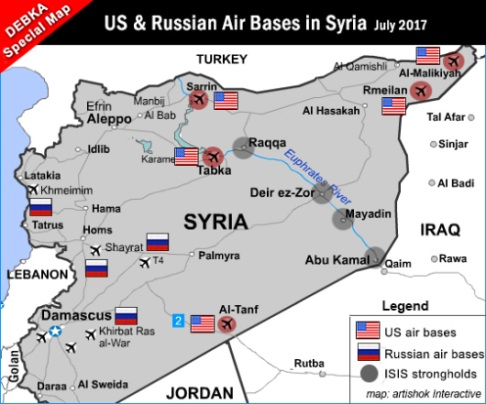 DEBKA
Special Map
US & Russian Air Bases in Syria July 2017
TURKEY
Al-Qamishli
Al-Malikiyah
Sarrin
Rmeilan
Manbij
Efrin
Al Bab
Aleppo
Al Hasakah
Tal Afar
Idlib
Karame
Raqqa
Sinjar
Tabka
Euphrates River
Latakia
Khmeimim
Deir ez-Zor
Al Badi
Hama
Tatrus
SYRIA
Mayadin
Homs
IRAQ
Shayrat
T4
Palmyra
Abu Kamal
Rawa
Qaim
LEBANON
Al-Tanf
Legend
Damascus
2
US air bases
Khirbat Ras
al-War
Russian air bases
Golan
Rutba
ISIS strongholds
Daraa
Al Sweida
JORDAN
map: artishok Interactive